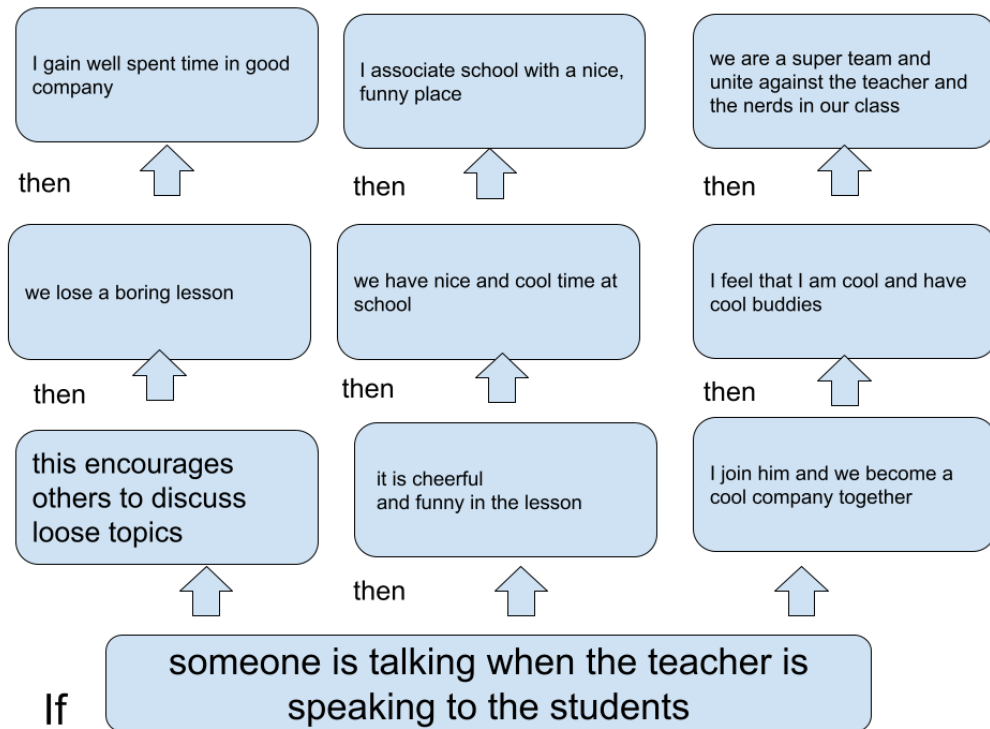 I gain well spent time in good
company
I associate school with a nice,
funny place
we are a super team and
unite against the teacher and
the nerds in our class
then
then
then
we lose a boring lesson
we have nice and cool time at
school
I feel that I am cool and have
cool buddies
then
then
then
this encourages
others to discuss
loose topics
it is cheerful
and funny in the lesson
I join him and we become a
cool company together
then
If
someone is talking when the teacher is
speaking to the students